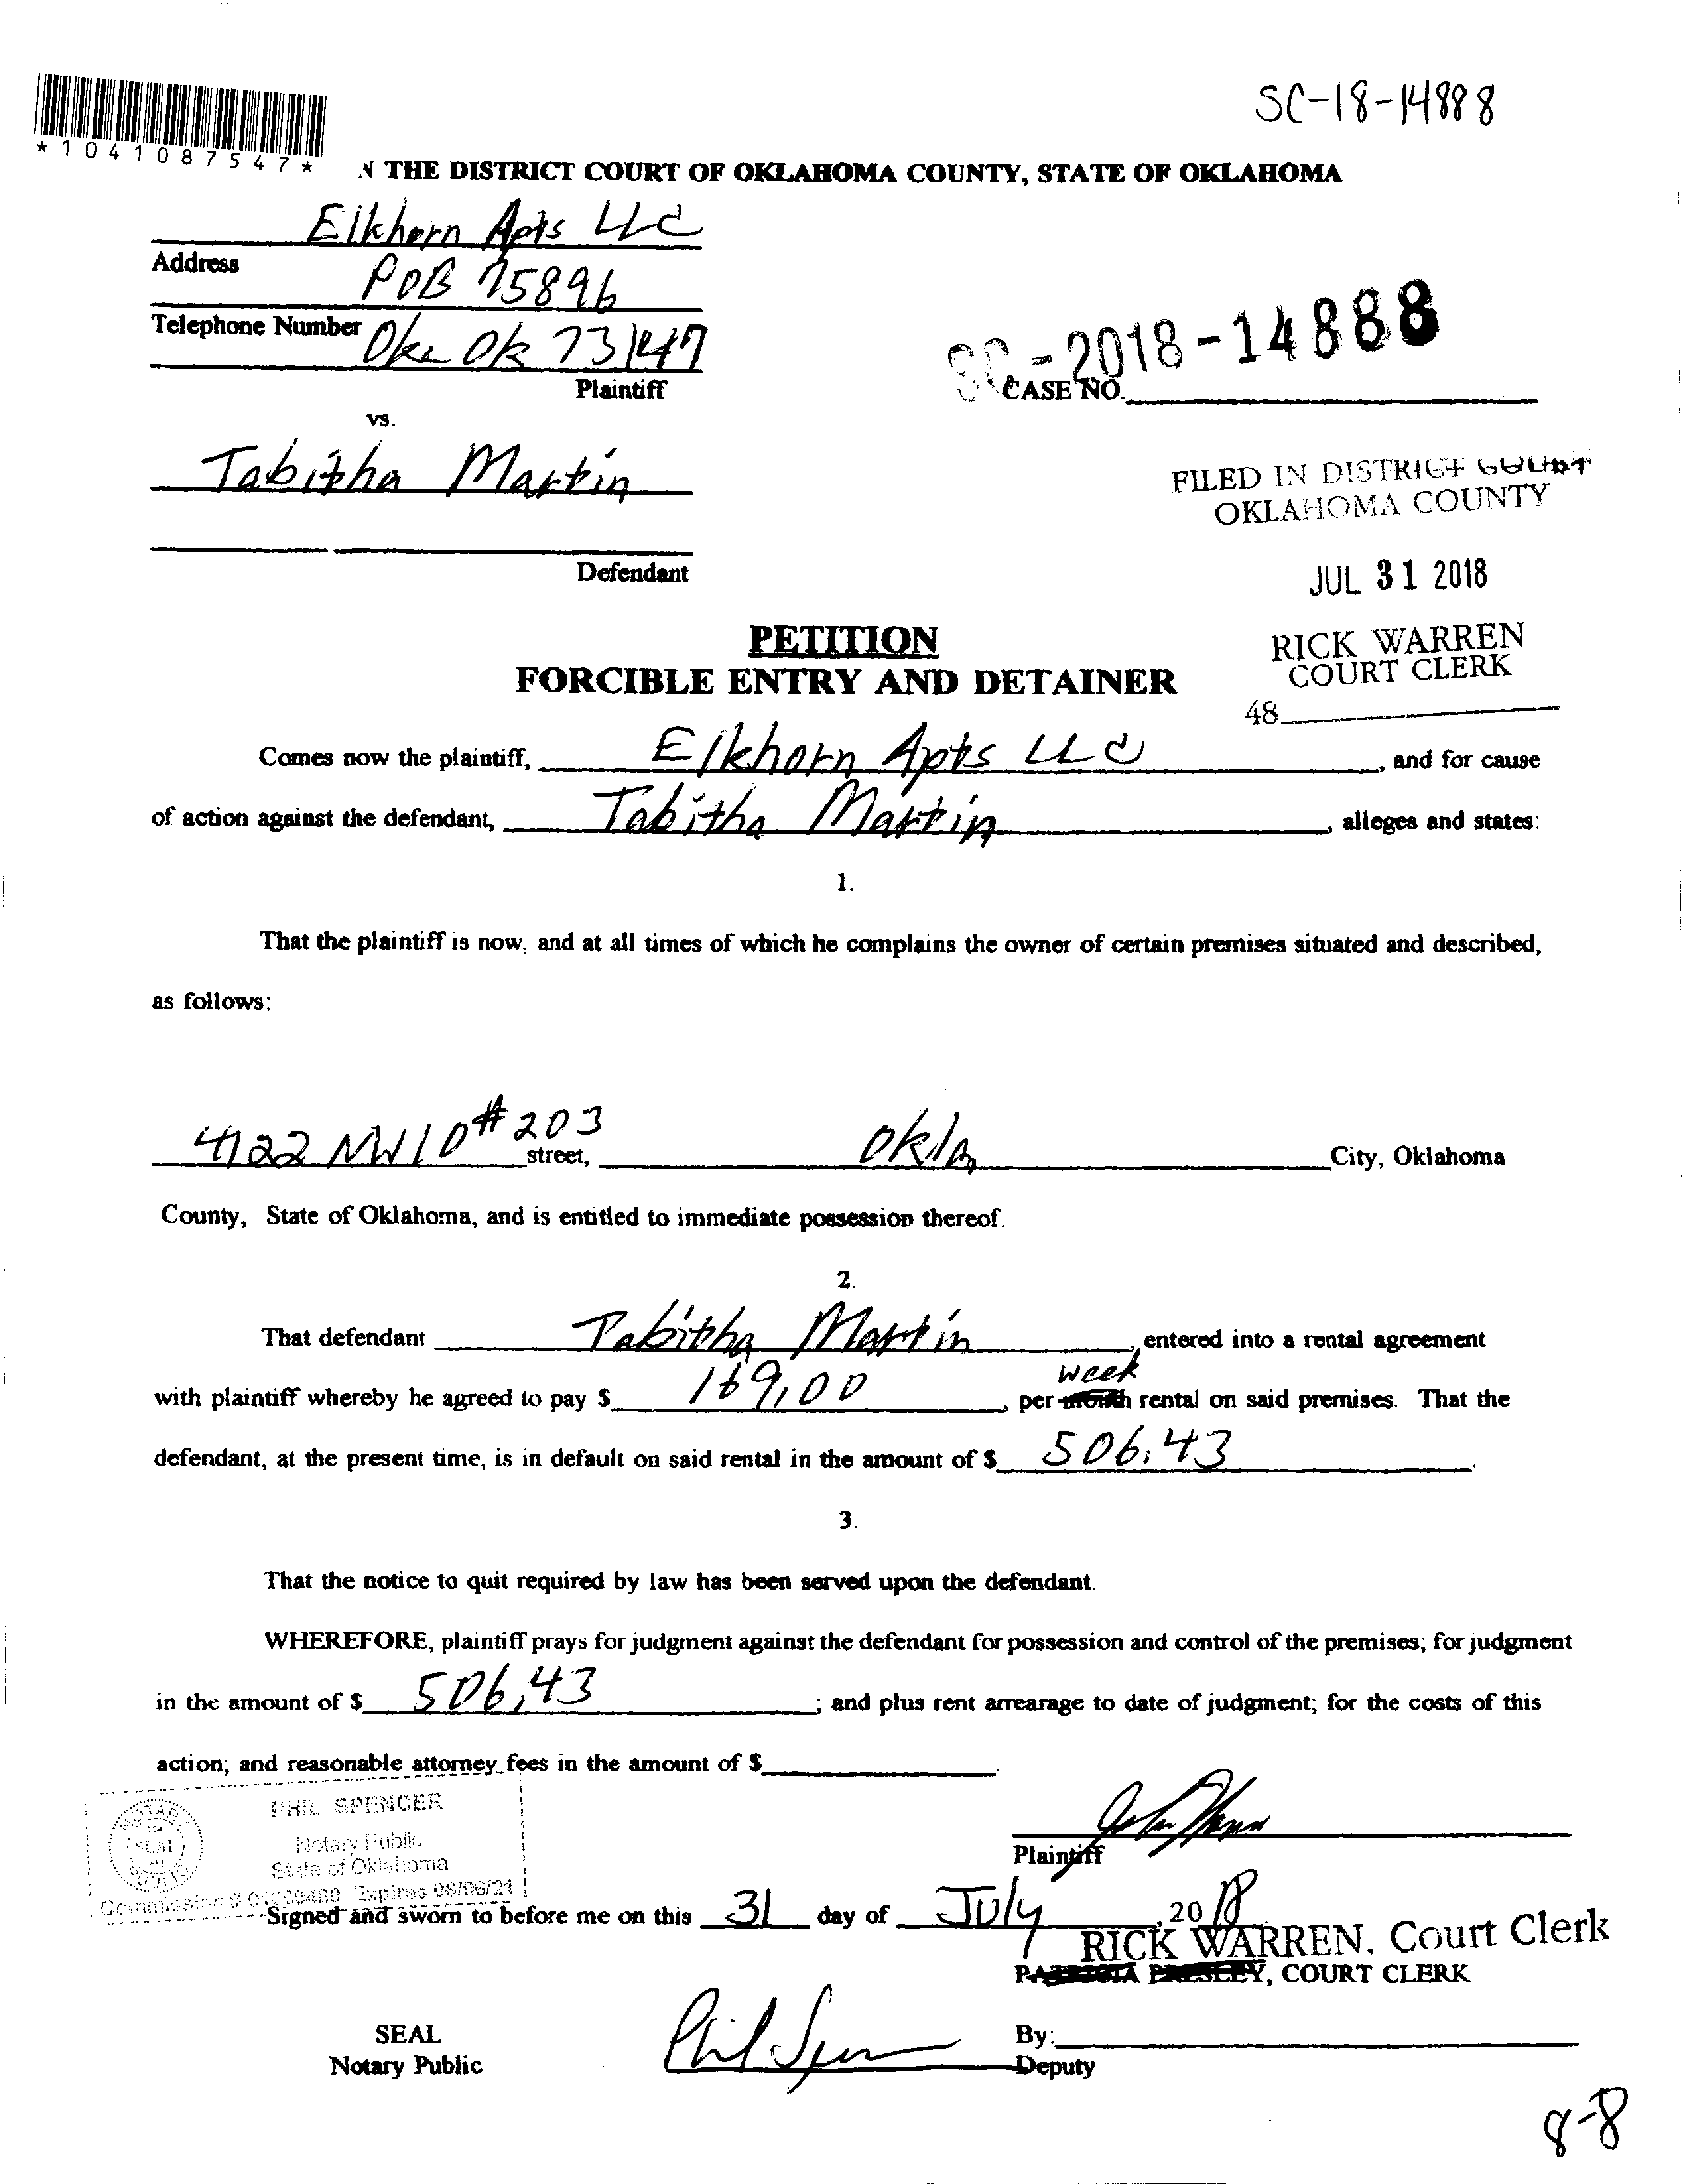 SC-18-14888
*1041087547*
N THE DISTRICT COURT OF OKLAHOMA COUNTY, STATE OF OKLAHOMA
Elkhorn Apts LLC
Address
POB 75896
Telephone Number
Okc Ok 73147
Plaintiff
SC-2018-14888
CASE NO.
vs.
Tabitha Martin
Defendant
FILED IN DISTRICT COURT
OKLAHOMA COUNTY
JUL 31 2018
RICK WARREN
COURT CLERK
48
PETITION
FORCIBLE ENTRY AND DETAINER
Comes now the plaintiff, Elkhorn Apts LLC, and for cause
of action against the defendant, Tabitha Martin, alleges and states:
1.
That the plaintiff is now, and at all times of which he complains the owner of certain premises situated and described,
as follows:
4122 NW 10 #203 street, Okla City, Oklahoma
County, State of Oklahoma, and is entitled to immediate possession thereof.
2.
That defendant Tabitha Martin, entered into a rental agreement
week
with plaintiff whereby he agreed to pay $ 169.00, per month rental on said premises. That the
defendant, at the present time, is in default on said rental in the amount of $ 506.43.
3.
That the notice to quit required by law has been served upon the defendant.
WHEREFORE, plaintiff prays for judgment against the defendant for possession and control of the premises; for judgment
in the amount of $ 506.43; and plus rent arrearage to date of judgment; for the costs of this
action; and reasonable attorney fees in the amount of $
PHIL SPENCER
Notary Public
State of Oklahoma
Expires 06/06/21
Plaintiff
Signed and sworn to before me on this 31 day of July, 2018
RICK WARREN, Court Clerk
PATRICIA PRESLEY, COURT CLERK
SEAL
Notary Public
Phil Spencer
By:
Deputy
8-8